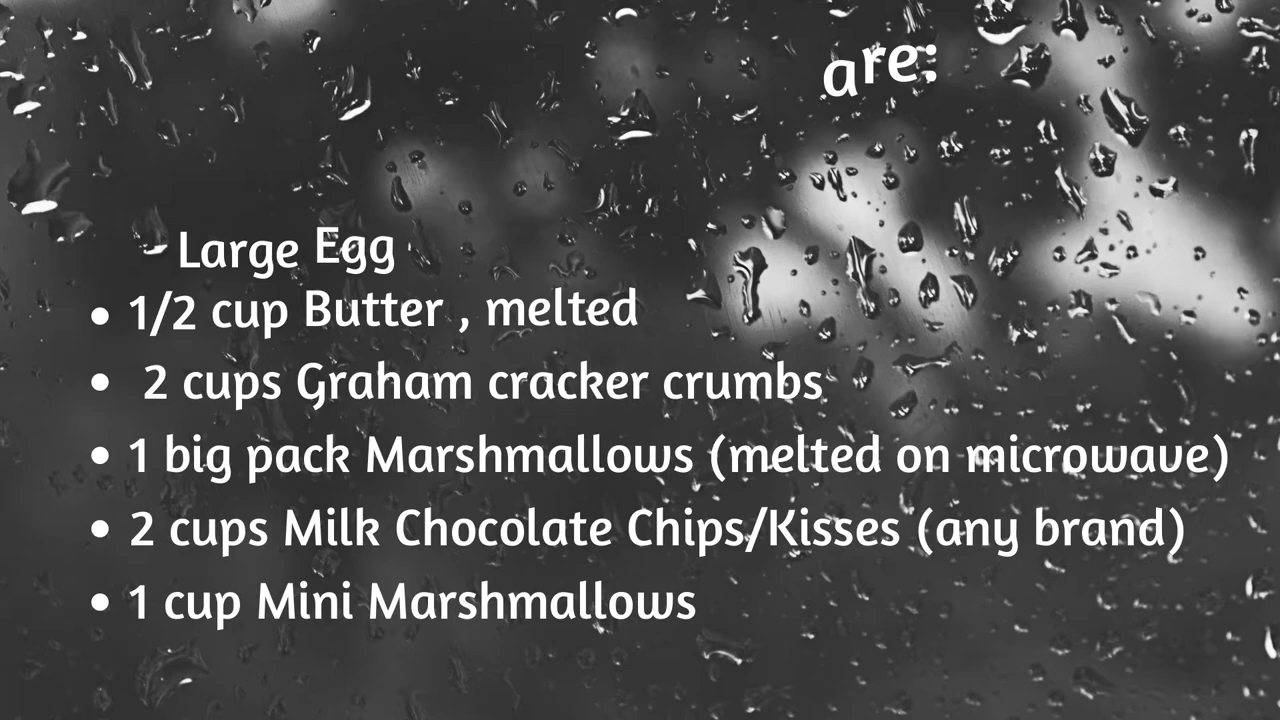 are:
Large Egg
• 1/2 cup Butter , melted
• 2 cups Graham cracker crumbs
• 1 big pack Marshmallows (melted on microwave)
• 2 cups Milk Chocolate Chips/Kisses (any brand)
• 1 cup Mini Marshmallows